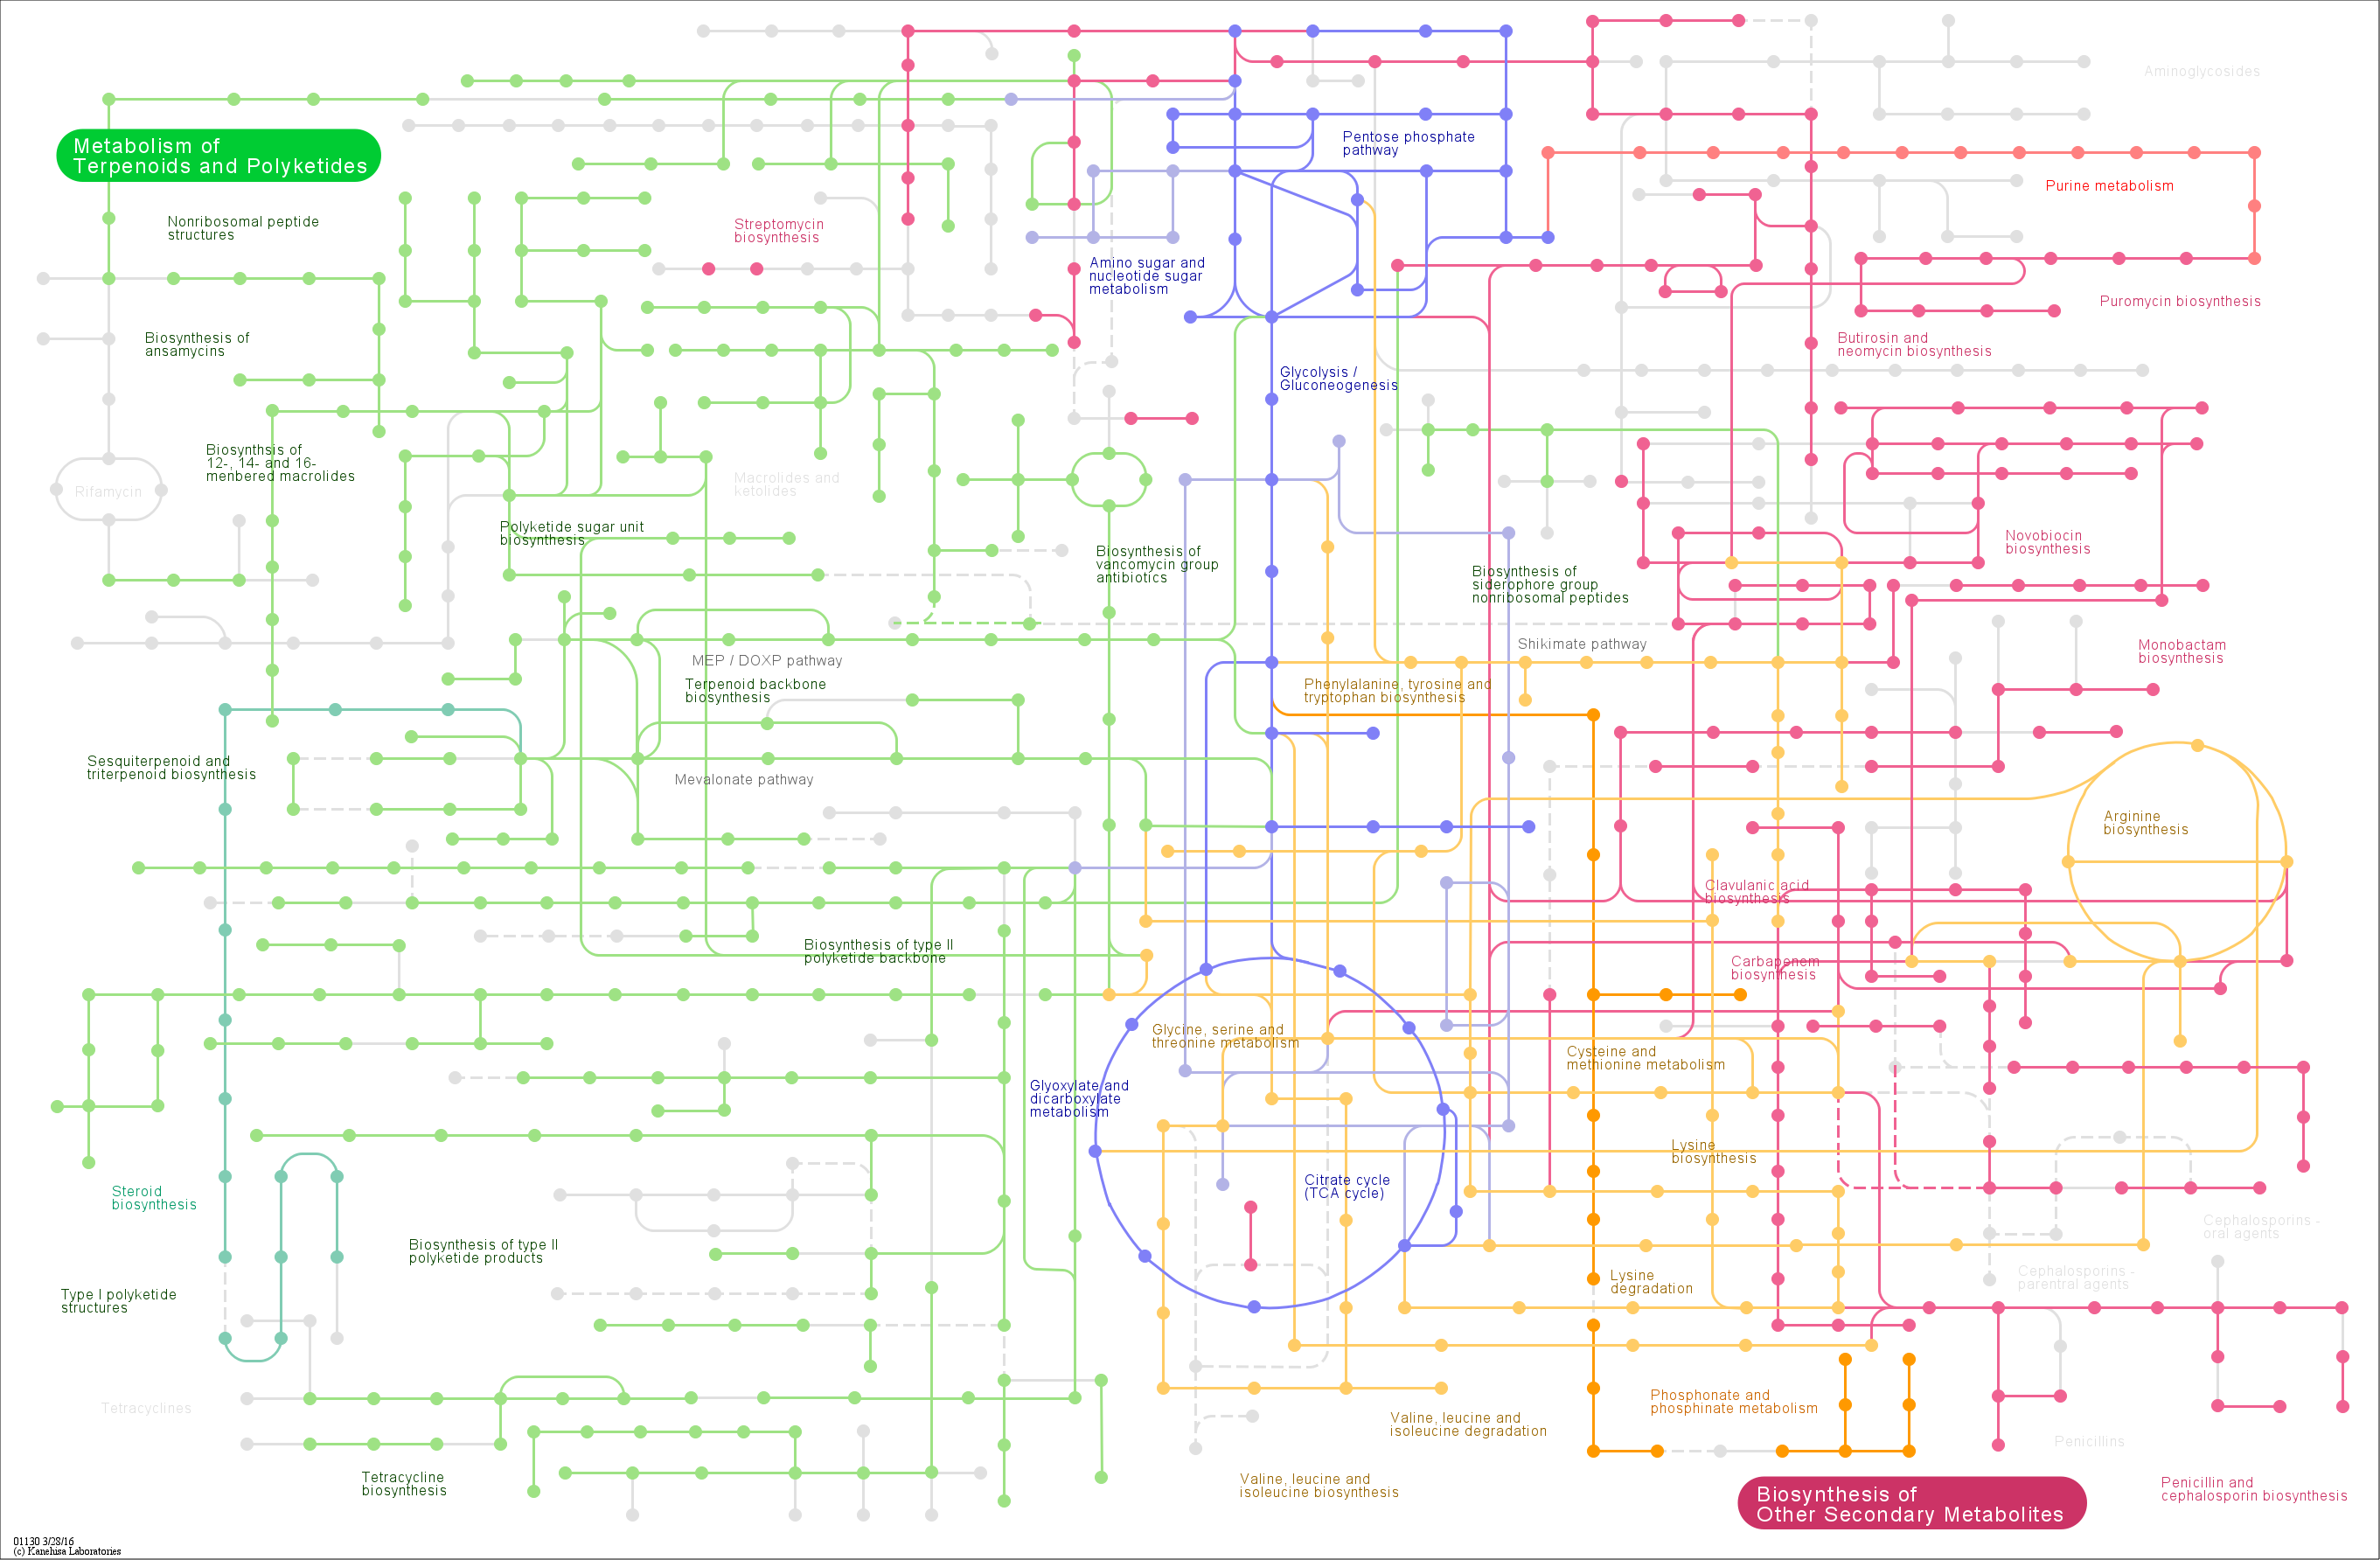 Metabolism of
Terpenoids and Polyketides
Nonribosomal peptide
structures
Biosynthesis of
ansamycins
Biosynthsis of
12-, 14- and 16-
menbered macrolides
Rifamycin
Streptomycin
biosynthesis
Macrolides and
ketolides
Polyketide sugar unit
biosynthesis
Amino sugar and
nucleotide sugar
metabolism
Pentose phosphate
pathway
Glycolysis /
Gluconeogenesis
Aminoglycosides
Purine metabolism
Puromycin biosynthesis
Butirosin and
neomycin biosynthesis
Novobiocin
biosynthesis
Biosynthesis of
vancomycin group
antibiotics
Biosynthesis of
siderophore group
nonribosomal peptides
Shikimate pathway
Monobactam
biosynthesis
MEP / DOXP pathway
Terpenoid backbone
biosynthesis
Phenylalanine, tyrosine and
tryptophan biosynthesis
Sesquiterpenoid and
triterpenoid biosynthesis
Mevalonate pathway
Arginine
biosynthesis
Clavulanic acid
biosynthesis
Biosynthesis of type II
polyketide backbone
Carbapenem
biosynthesis
Glycine, serine and
threonine metabolism
Cysteine and
methionine metabolism
Glyoxylate and
dicarboxylate
metabolism
Lysine
biosynthesis
Citrate cycle
(TCA cycle)
Steroid
biosynthesis
Biosynthesis of type II
polyketide products
Cephalosporins -
oral agents
Cephalosporins -
parentral agents
Lysine
degradation
Type I polyketide
structures
Tetracyclines
Phosphonate and
phosphinate metabolism
Valine, leucine and
isoleucine degradation
Penicillins
Tetracycline
biosynthesis
Valine, leucine and
isoleucine biosynthesis
Biosynthesis of
Other Secondary Metabolites
Penicillin and
cephalosporin biosynthesis
01130 3/28/16
(c) Kanehisa Laboratories